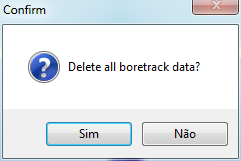 Confirm
Delete all boretrack data?
Sim
Não